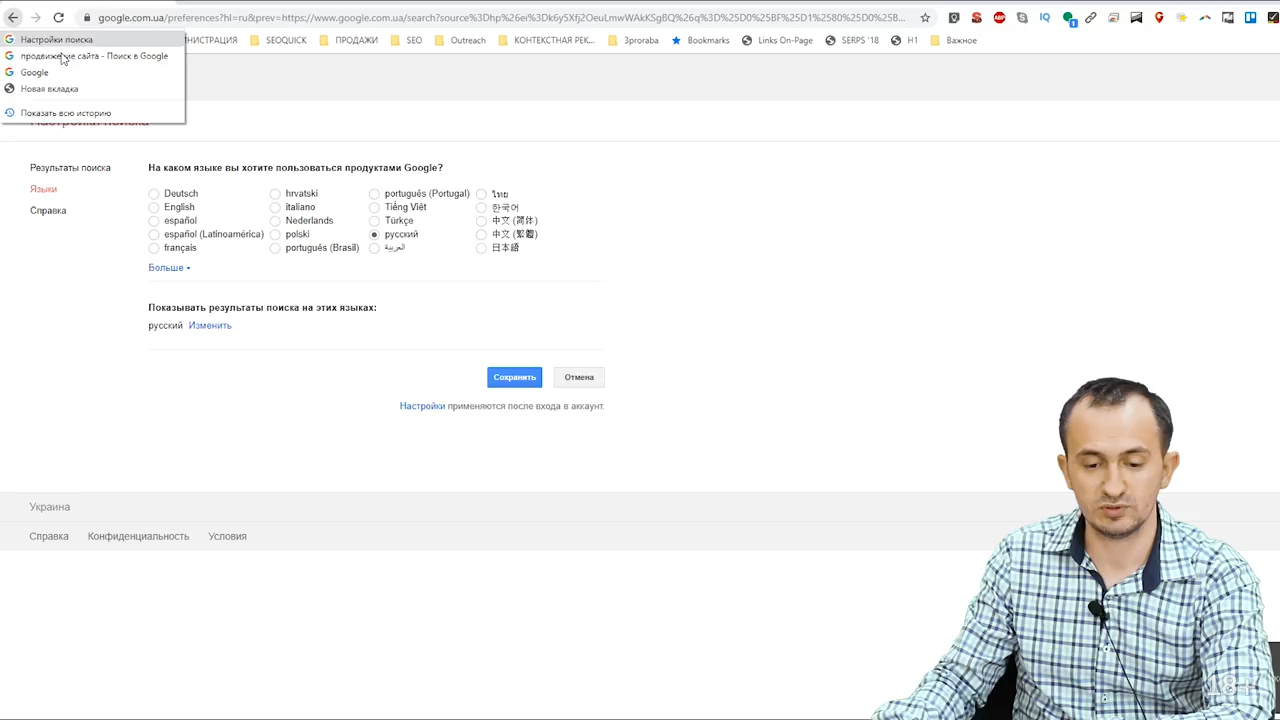 google.com.ua/preferences?hl=ru&prev=https://www.google.com.ua/search?source%3Dhp%26ei%3Dk6y5Xfj2OeuLmwWAkKSgBQ%26q%3D%25D0%25BF%25D1%2580%25D0%25B...
ИНИСТРАЦИЯ SEOQUICK ПРОДАЖИ SEO Outreach КОНТЕКСТНАЯ РЕК... 3proraba Bookmarks Links On-Page SERPS '18 H1 Важное
Настройки поиска
продвижение сайта - Поиск в Google
Google
Новая вкладка
Показать всю историю
Настройки поиска
Результаты поиска
Языки
Справка
На каком языке вы хотите пользоваться продуктами Google?
Deutsch hrvatski português (Portugal) ไทย
English italiano Tiếng Việt 한국어
español Nederlands Türkçe 中文 (简体)
español (Latinoamérica) polski русский 中文 (繁體)
français português (Brasil) العربية 日本語
Больше
Показывать результаты поиска на этих языках:
русский Изменить
Сохранить Отмена
Настройки применяются после входа в аккаунт.
Украина
Справка Конфиденциальность Условия
18+